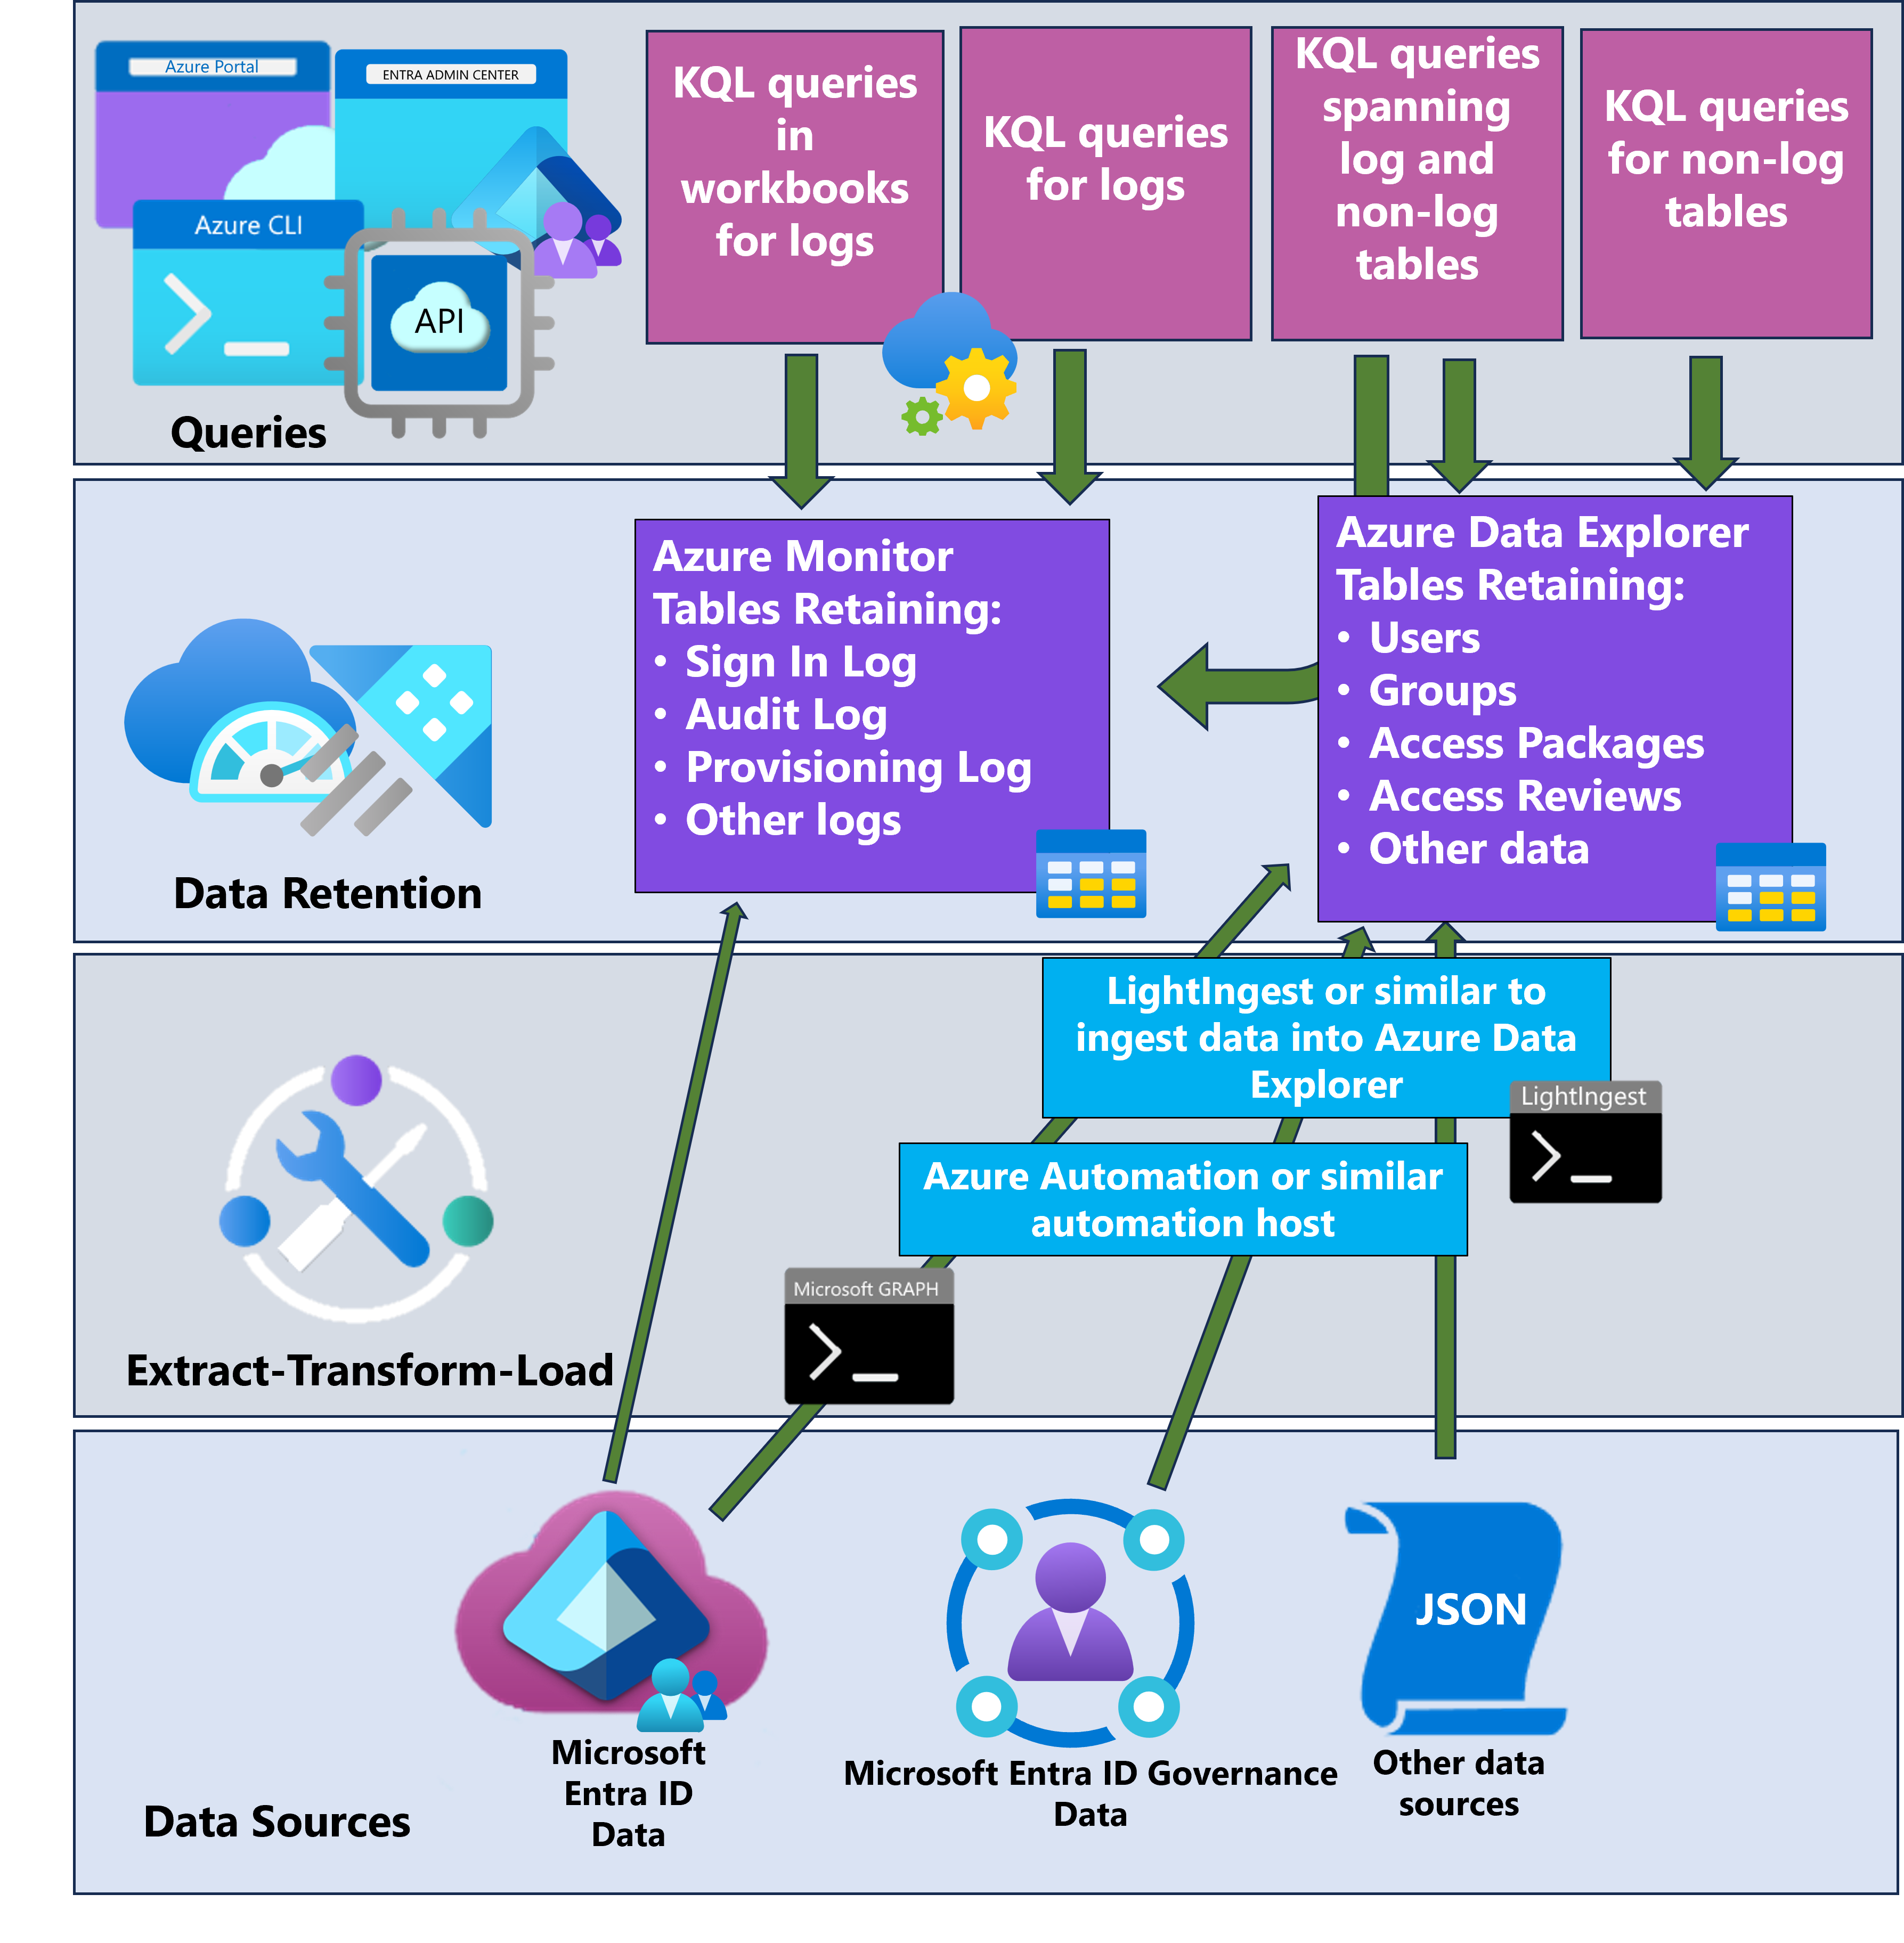 Azure Portal
ENTRA ADMIN CENTER
Azure CLI
API
Queries
KQL queries
in
workbooks
for logs
KQL queries
for logs
KQL queries
spanning
log and
non-log
tables
KQL queries
for non-log
tables
Data Retention
Azure Monitor
Tables Retaining:
• Sign In Log
• Audit Log
• Provisioning Log
• Other logs
Azure Data Explorer
Tables Retaining:
• Users
• Groups
• Access Packages
• Access Reviews
• Other data
Extract-Transform-Load
LightIngest or similar to
ingest data into Azure Data
Explorer
LightIngest
Azure Automation or similar
automation host
Microsoft GRAPH
Data Sources
Microsoft
Entra ID
Data
Microsoft Entra ID Governance
Data
JSON
Other data
sources